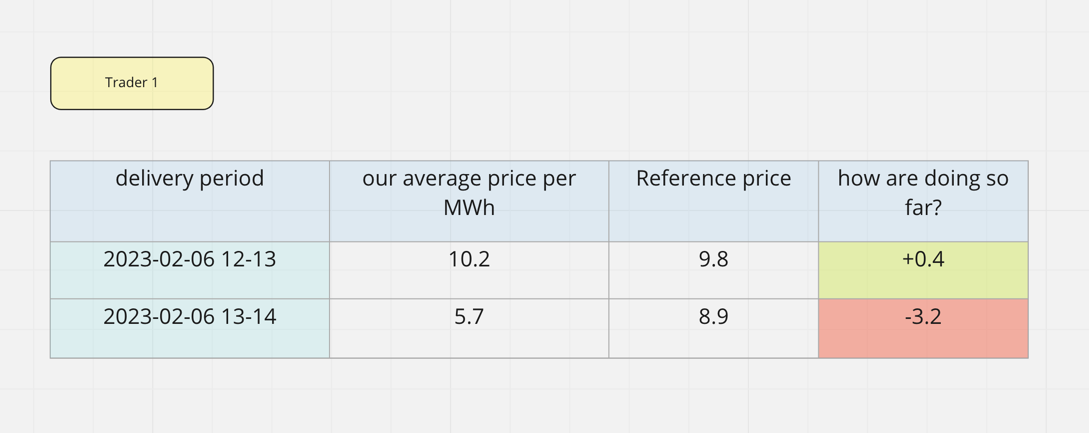 Trader 1
delivery period
our average price per
MWh
Reference price
how are doing so
far?
2023-02-06 12-13
10.2
9.8
+0.4
2023-02-06 13-14
5.7
8.9
-3.2